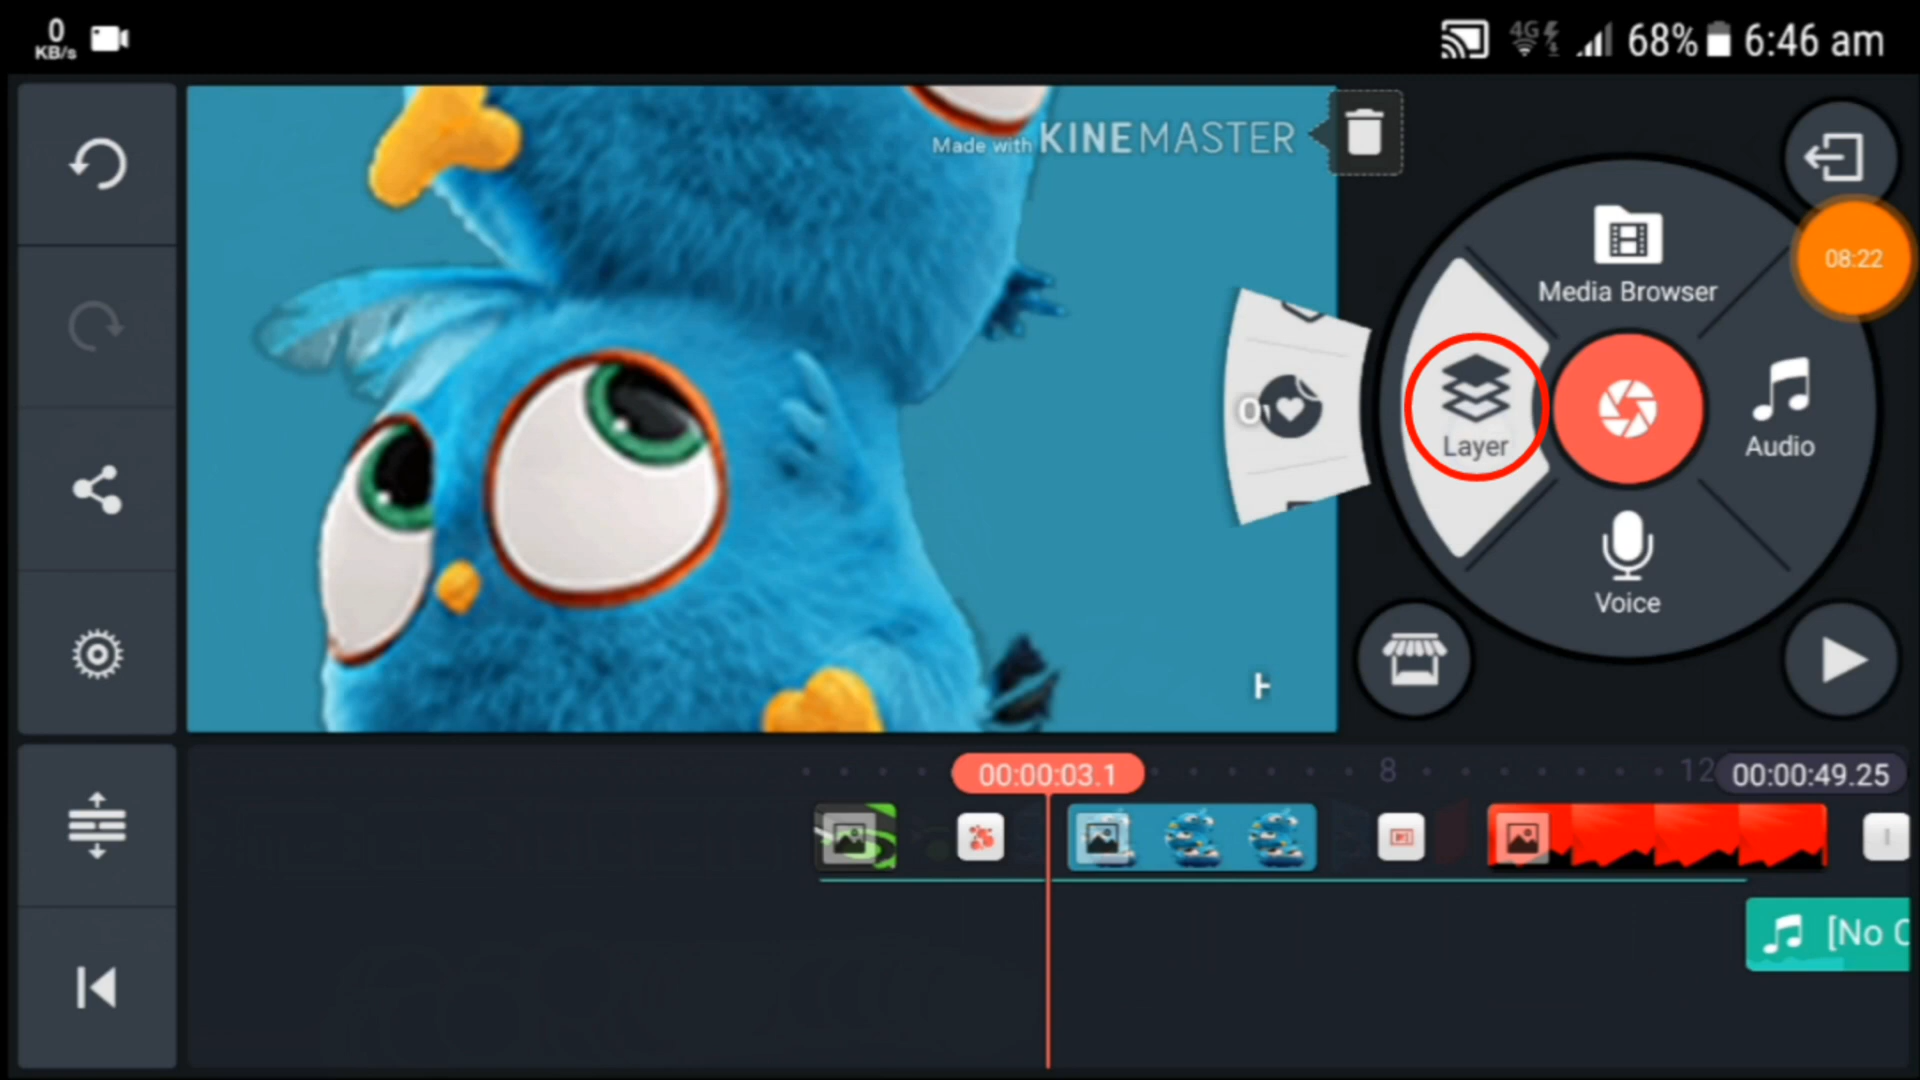 0
KB/s
4G
68%
6:46 am
Made with KINEMASTER
Media Browser
08:22
Layer
Audio
Voice
00:00:03.1
8
12
00:00:49.25
[No